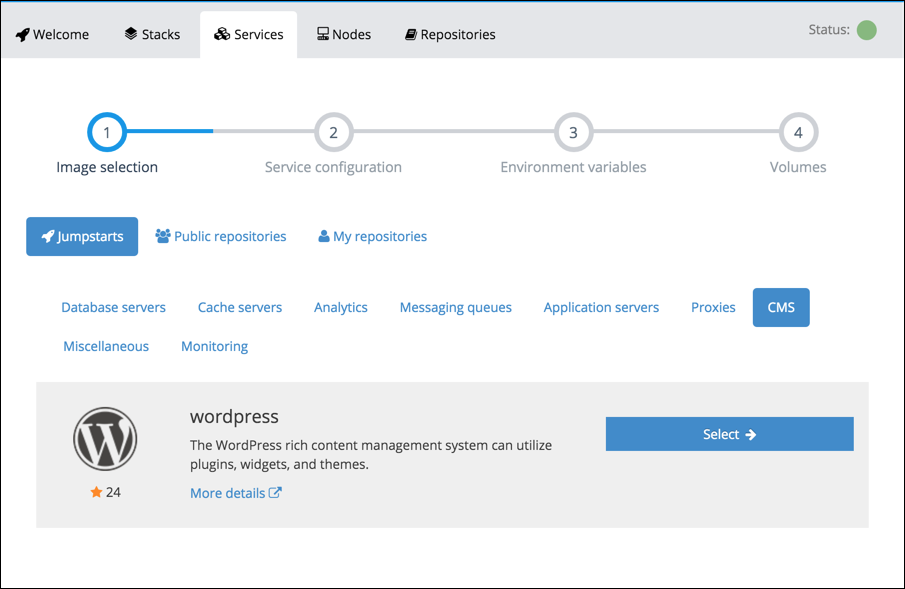 Welcome Stacks Services Nodes Repositories Status:
1 2 3 4
Image selection Service configuration Environment variables Volumes
Jumpstarts Public repositories My repositories
Database servers Cache servers Analytics Messaging queues Application servers Proxies CMS
Miscellaneous Monitoring
wordpress
The WordPress rich content management system can utilize
plugins, widgets, and themes.
Select
24
More details